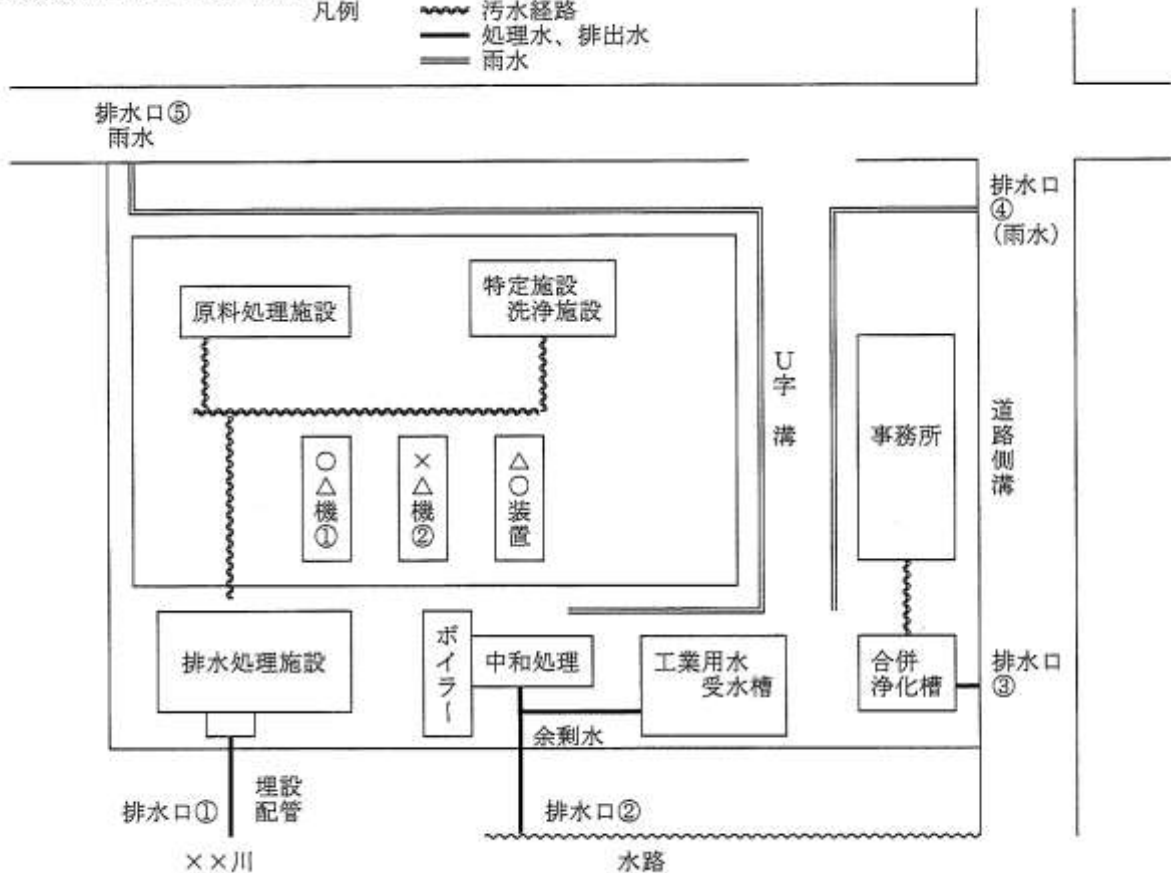 凡例
汚水経路
処理水、排出水
雨水
排水口⑤
雨水
排水口
④
(雨水)
原料処理施設
特定施設
洗浄施設
U字溝
事務所
道路側溝
○△機①
×△機②
△○装置
排水処理施設
ボイラー
中和処理
工業用水
受水槽
合併
浄化槽
排水口
③
余剰水
埋設
配管
排水口①
排水口②
××川
水路